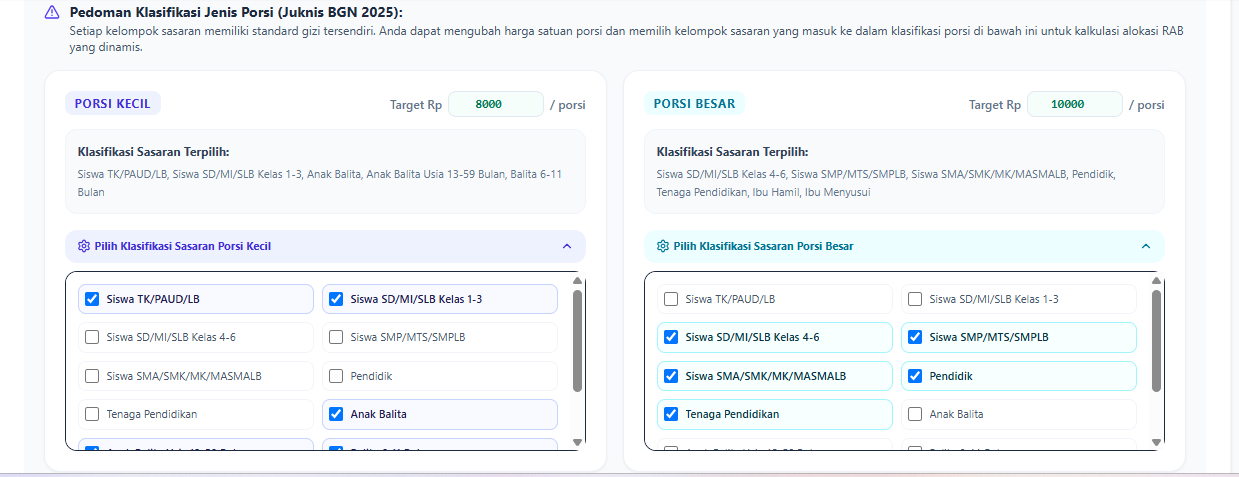 Pedoman Klasifikasi Jenis Porsi (Juknis BGN 2025):
Setiap kelompok sasaran memiliki standard gizi tersendiri. Anda dapat mengubah harga satuan porsi dan memilih kelompok sasaran yang masuk ke dalam klasifikasi porsi di bawah ini untuk kalkulasi alokasi RAB
yang dinamis.
PORSI KECIL
Target Rp 8000 / porsi
Klasifikasi Sasaran Terpilih:
Siswa TK/PAUD/LB, Siswa SD/MI/SLB Kelas 1-3, Anak Balita, Anak Balita Usia 13-59 Bulan, Balita 6-11
Bulan
Pilih Klasifikasi Sasaran Porsi Kecil
Siswa TK/PAUD/LB
Siswa SD/MI/SLB Kelas 1-3
Siswa SD/MI/SLB Kelas 4-6
Siswa SMP/MTS/SMPLB
Siswa SMA/SMK/MK/MASMALB
Pendidik
Tenaga Pendidikan
Anak Balita
PORSI BESAR
Target Rp 10000 / porsi
Klasifikasi Sasaran Terpilih:
Siswa SD/MI/SLB Kelas 4-6, Siswa SMP/MTS/SMPLB, Siswa SMA/SMK/MK/MASMALB, Pendidik,
Tenaga Pendidikan, Ibu Hamil, Ibu Menyusui
Pilih Klasifikasi Sasaran Porsi Besar
Siswa TK/PAUD/LB
Siswa SD/MI/SLB Kelas 1-3
Siswa SD/MI/SLB Kelas 4-6
Siswa SMP/MTS/SMPLB
Siswa SMA/SMK/MK/MASMALB
Pendidik
Tenaga Pendidikan
Anak Balita